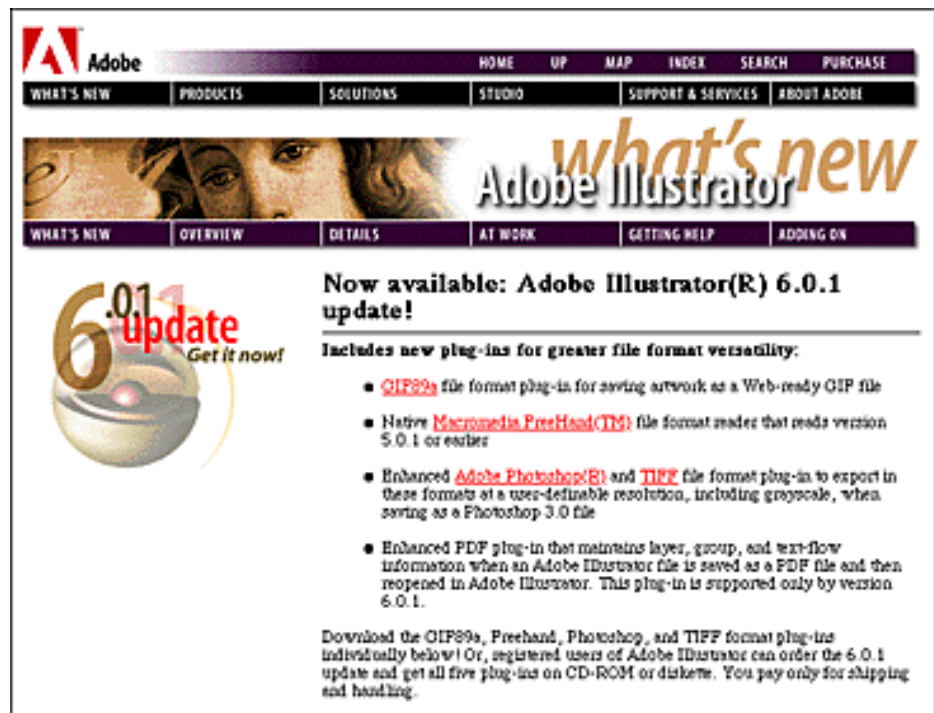 Adobe
HOME UP MAP INDEX SEARCH PURCHASE
WHAT'S NEW PRODUCTS SOLUTIONS STUDIO SUPPORT & SERVICES ABOUT ADOBE
what's new
Adobe Illustrator
WHAT'S NEW OVERVIEW DETAILS AT WORK GETTING HELP ADDING ON
6.0.1
update
Get it now!
Now available: Adobe Illustrator(R) 6.0.1
update!
Includes new plug-ins for greater file format versatility:
GIF89a file format plug-in for saving artwork as a Web-ready GIF file
Native Macromedia FreeHand(TM) file format reader that reads version
5.0.1 or earlier
Enhanced Adobe Photoshop(R) and TIFF file format plug-in to export in
these formats at a user-definable resolution, including grayscale, when
saving as a Photoshop 3.0 file
Enhanced PDF plug-in that maintains layer, group, and text-flow
information when an Adobe Illustrator file is saved as a PDF file and then
reopened in Adobe Illustrator. This plug-in is supported only by version
6.0.1.
Download the GIF89a, Freehand, Photoshop, and TIFF format plug-ins
individually below! Or, registered users of Adobe Illustrator can order the 6.0.1
update and get all five plug-ins on CD-ROM or diskette. You pay only for shipping
and handling.